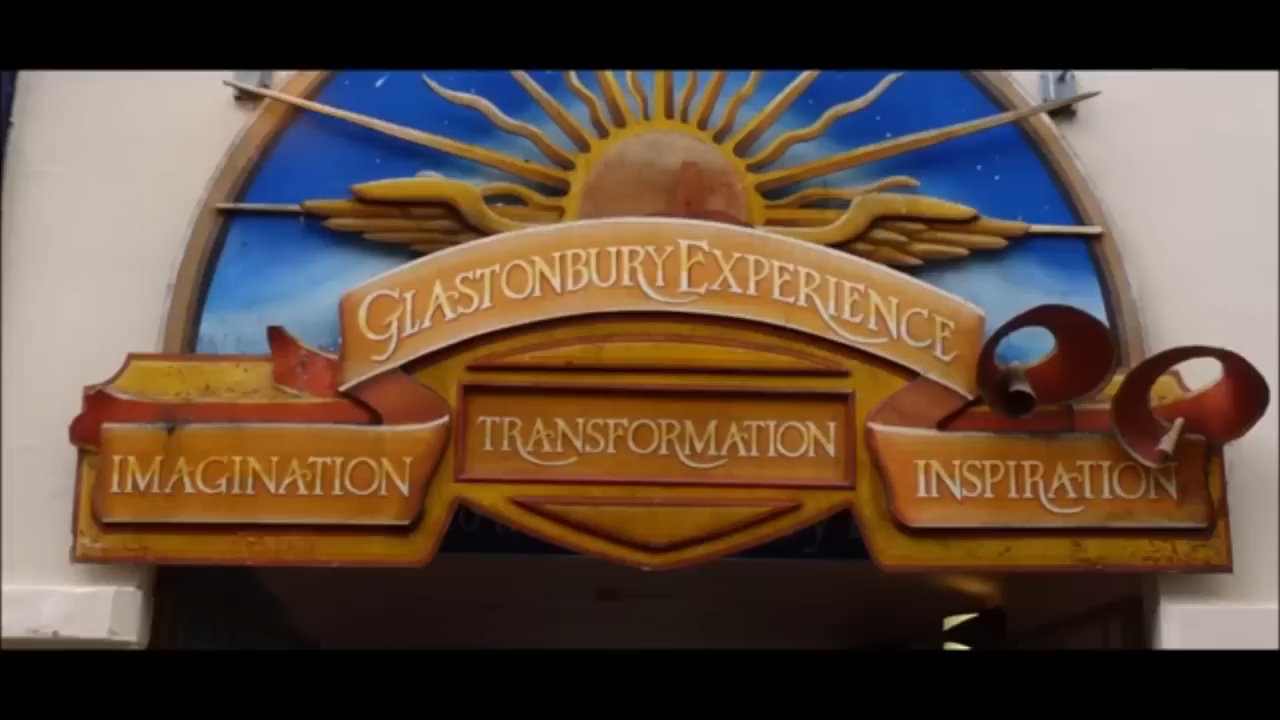 GLASTONBURY EXPERIENCE
TRANSFORMATION
IMAGINATION
INSPIRATION